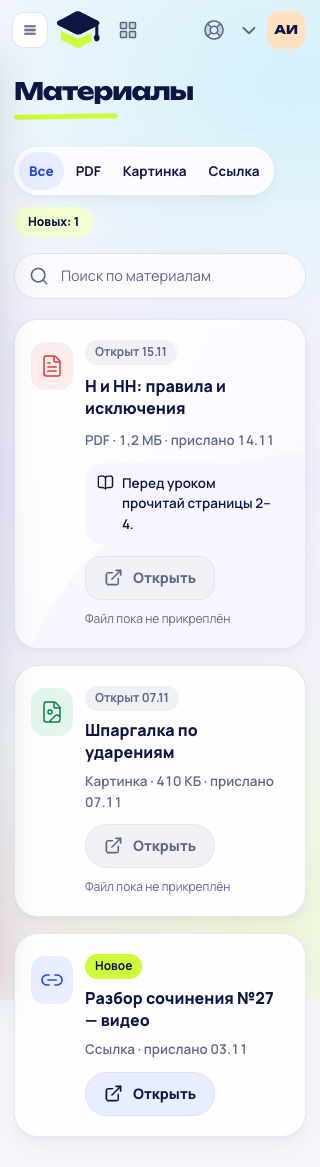 АИ
Материалы
Все PDF Картинка Ссылка
Новых: 1
Поиск по материалам
Открыт 15.11
Н и НН: правила и
исключения
PDF · 1,2 МБ · прислано 14.11
Перед уроком
прочитай страницы 2–
4.
Открыть
Файл пока не прикреплён
Открыт 07.11
Шпаргалка по
ударениям
Картинка · 410 КБ · прислано
07.11
Открыть
Файл пока не прикреплён
Новое
Разбор сочинения №27
— видео
Ссылка · прислано 03.11
Открыть